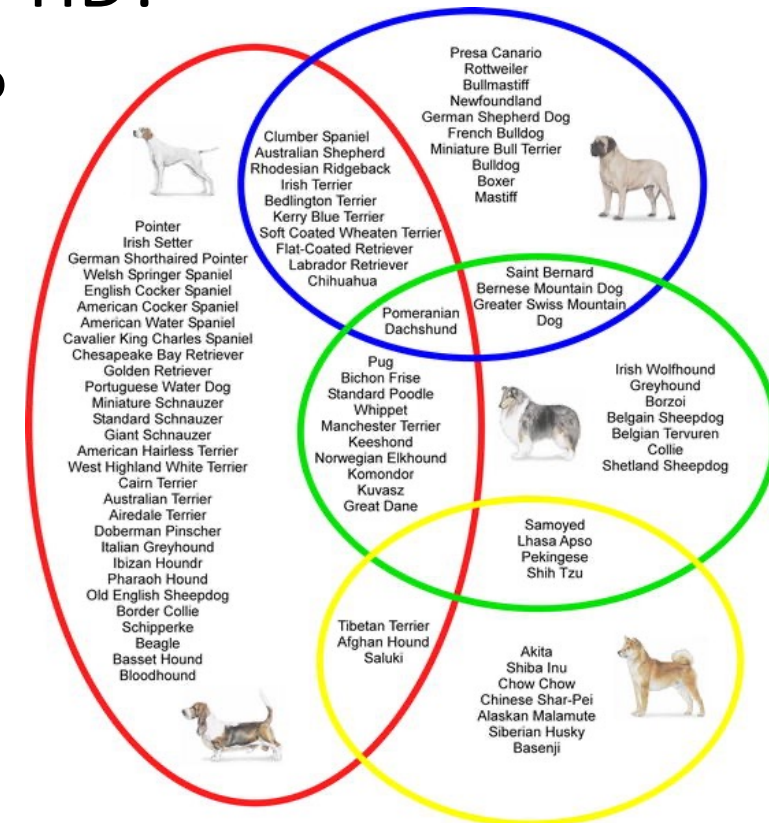 Clumber Spaniel
Australian Shepherd
Rhodesian Ridgeback
Irish Terrier
Bedlington Terrier
Kerry Blue Terrier
Soft Coated Wheaten Terrier
Flat-Coated Retriever
Labrador Retriever
Chihuahua
Presa Canario
Rottweiler
Bullmastiff
Newfoundland
German Shepherd Dog
French Bulldog
Miniature Bull Terrier
Bulldog
Boxer
Mastiff
Pointer
Irish Setter
German Shorthaired Pointer
Welsh Springer Spaniel
English Cocker Spaniel
American Cocker Spaniel
American Water Spaniel
Cavalier King Charles Spaniel
Chesapeake Bay Retriever
Golden Retriever
Portuguese Water Dog
Miniature Schnauzer
Standard Schnauzer
Giant Schnauzer
American Hairless Terrier
West Highland White Terrier
Cairn Terrier
Australian Terrier
Airedale Terrier
Doberman Pinscher
Italian Greyhound
Ibizan Houndr
Pharaoh Hound
Old English Sheepdog
Border Collie
Schipperke
Beagle
Basset Hound
Bloodhound
Pomeranian
Dachshund
Saint Bernard
Bernese Mountain Dog
Greater Swiss Mountain
Dog
Pug
Bichon Frise
Standard Poodle
Whippet
Manchester Terrier
Keeshond
Norwegian Elkhound
Komondor
Kuvasz
Great Dane
Irish Wolfhound
Greyhound
Borzoi
Belgain Sheepdog
Belgian Tervuren
Collie
Shetland Sheepdog
Samoyed
Lhasa Apso
Pekingese
Shih Tzu
Tibetan Terrier
Afghan Hound
Saluki
Akita
Shiba Inu
Chow Chow
Chinese Shar-Pei
Alaskan Malamute
Siberian Husky
Basenji